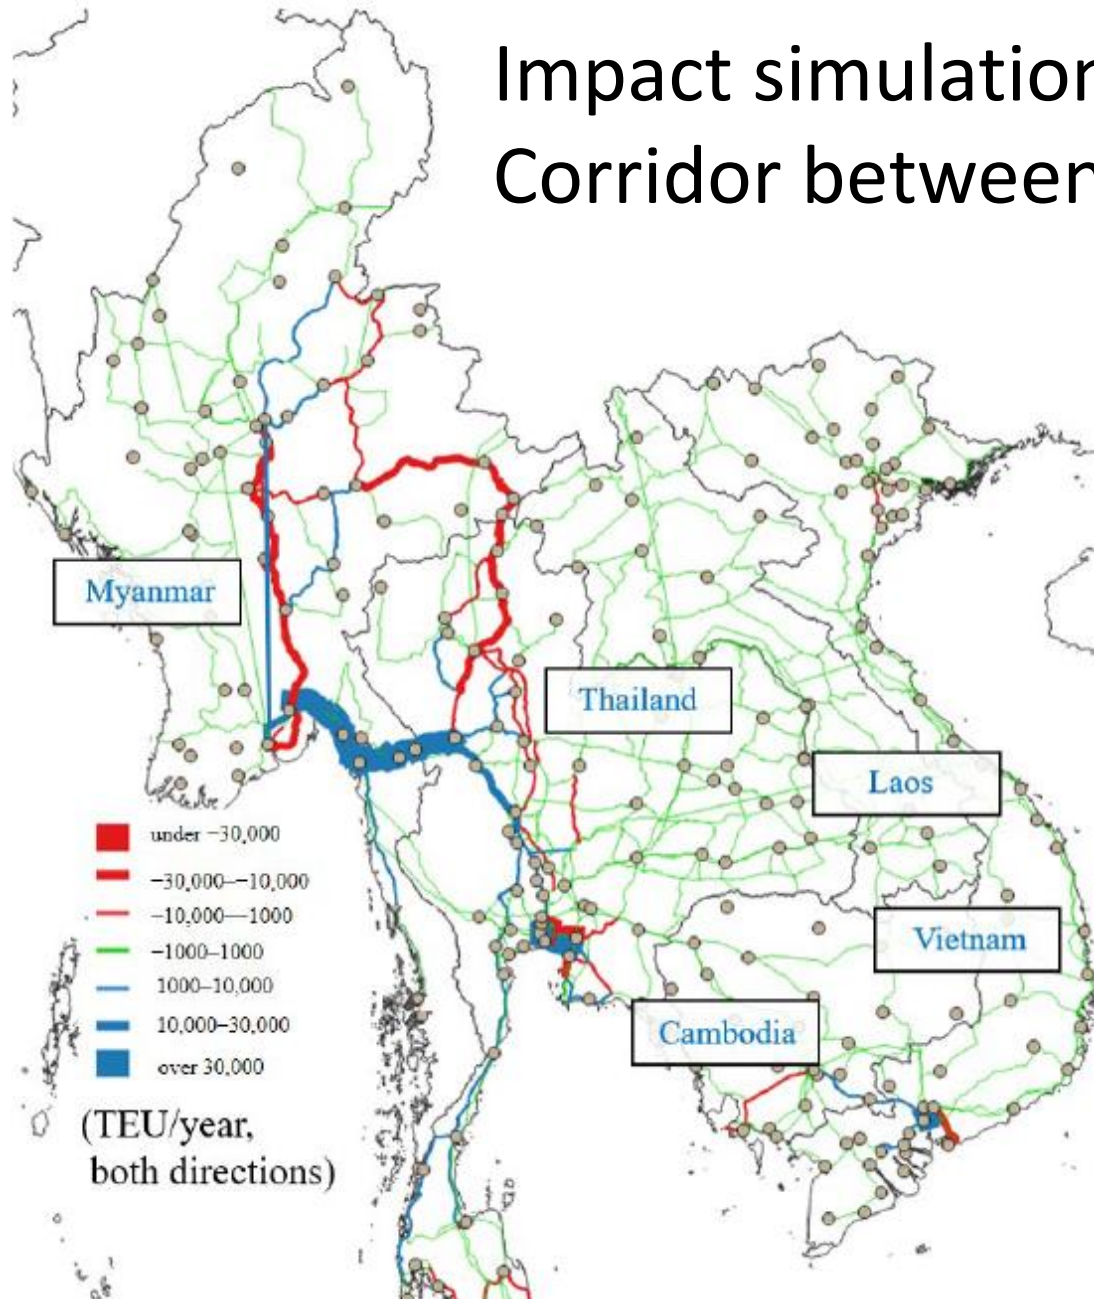 Impact simulation
Corridor between
Myanmar
Thailand
Laos
Vietnam
Cambodia
under −30,000
−30,000–−10,000
−10,000—1000
−1000–1000
1000–10,000
10,000–30,000
over 30,000
(TEU/year,
both directions)